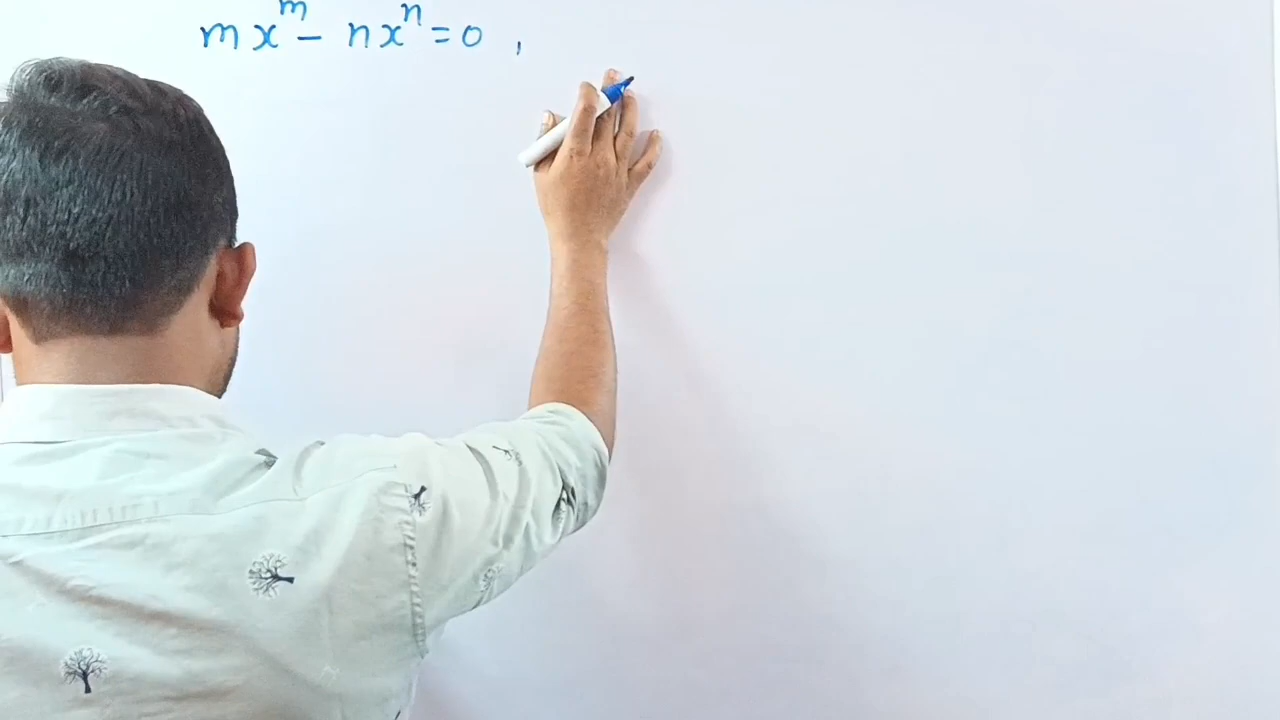 mx^m - nx^n = 0 ,